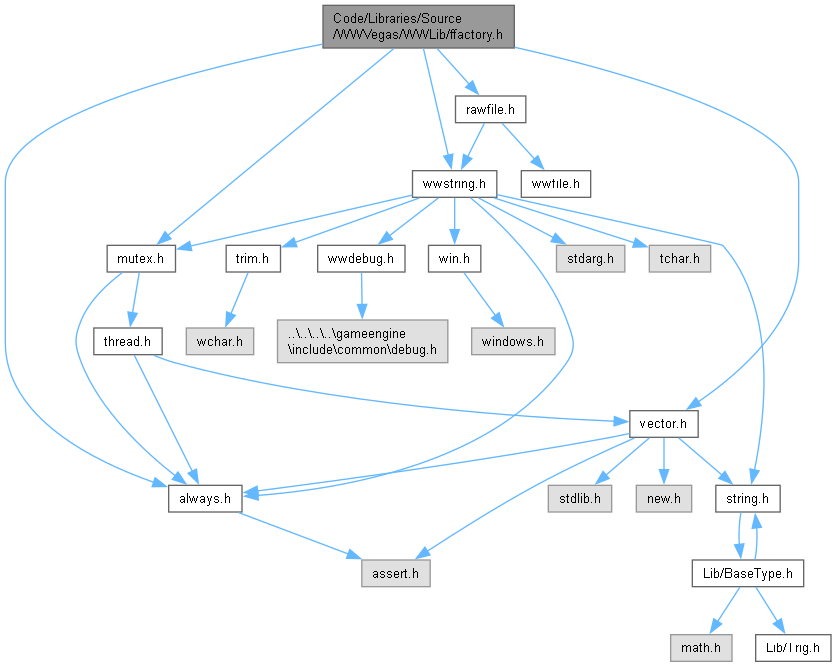 Code/Libraries/Source
/WWVegas/WWLib/ffactory.h
rawfile.h
wwstring.h
wwfile.h
mutex.h
trim.h
wwdebug.h
win.h
stdarg.h
tchar.h
thread.h
wchar.h
..\..\..\..\gameengine
\include\common\debug.h
windows.h
vector.h
always.h
stdlib.h
new.h
string.h
assert.h
Lib/BaseType.h
math.h
Lib/Trig.h